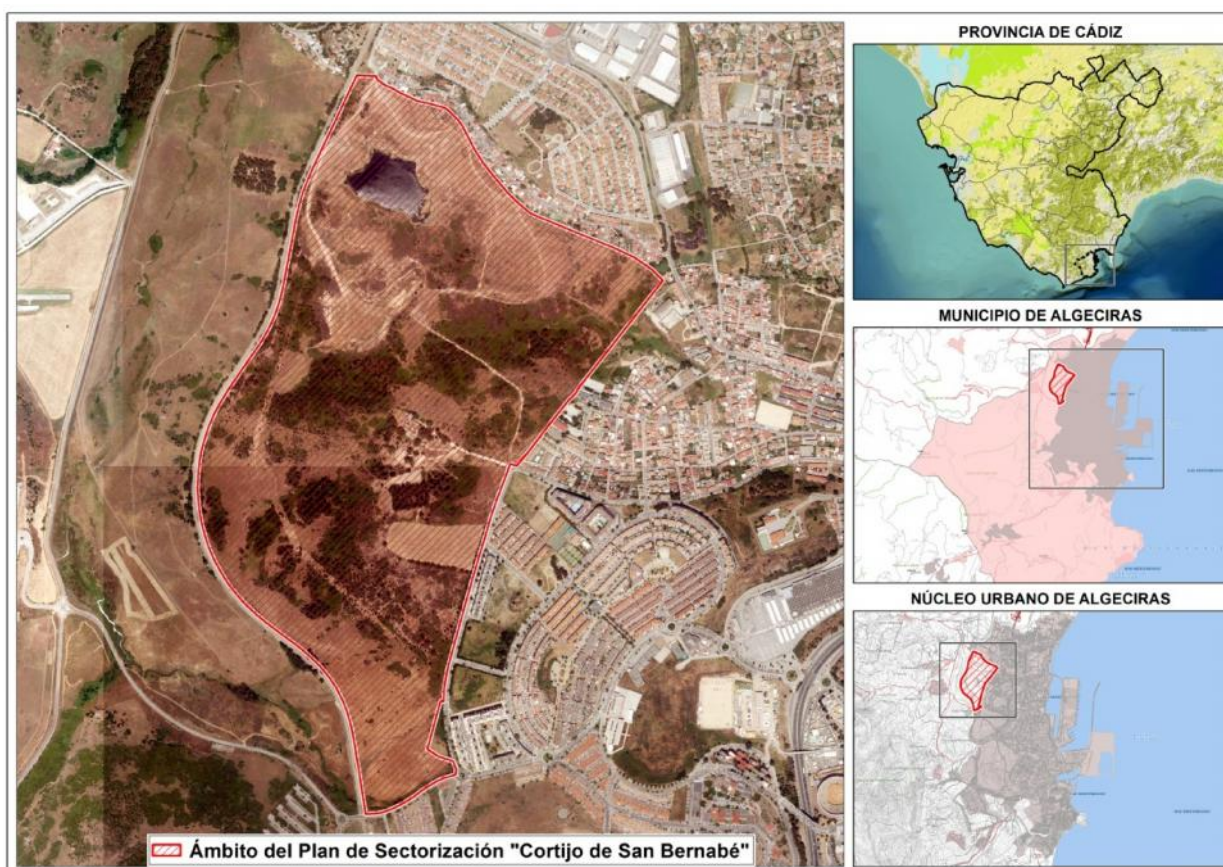 PROVINCIA DE CÁDIZ
MUNICIPIO DE ALGECIRAS
NÚCLEO URBANO DE ALGECIRAS
Ámbito del Plan de Sectorización "Cortijo de San Bernabé"